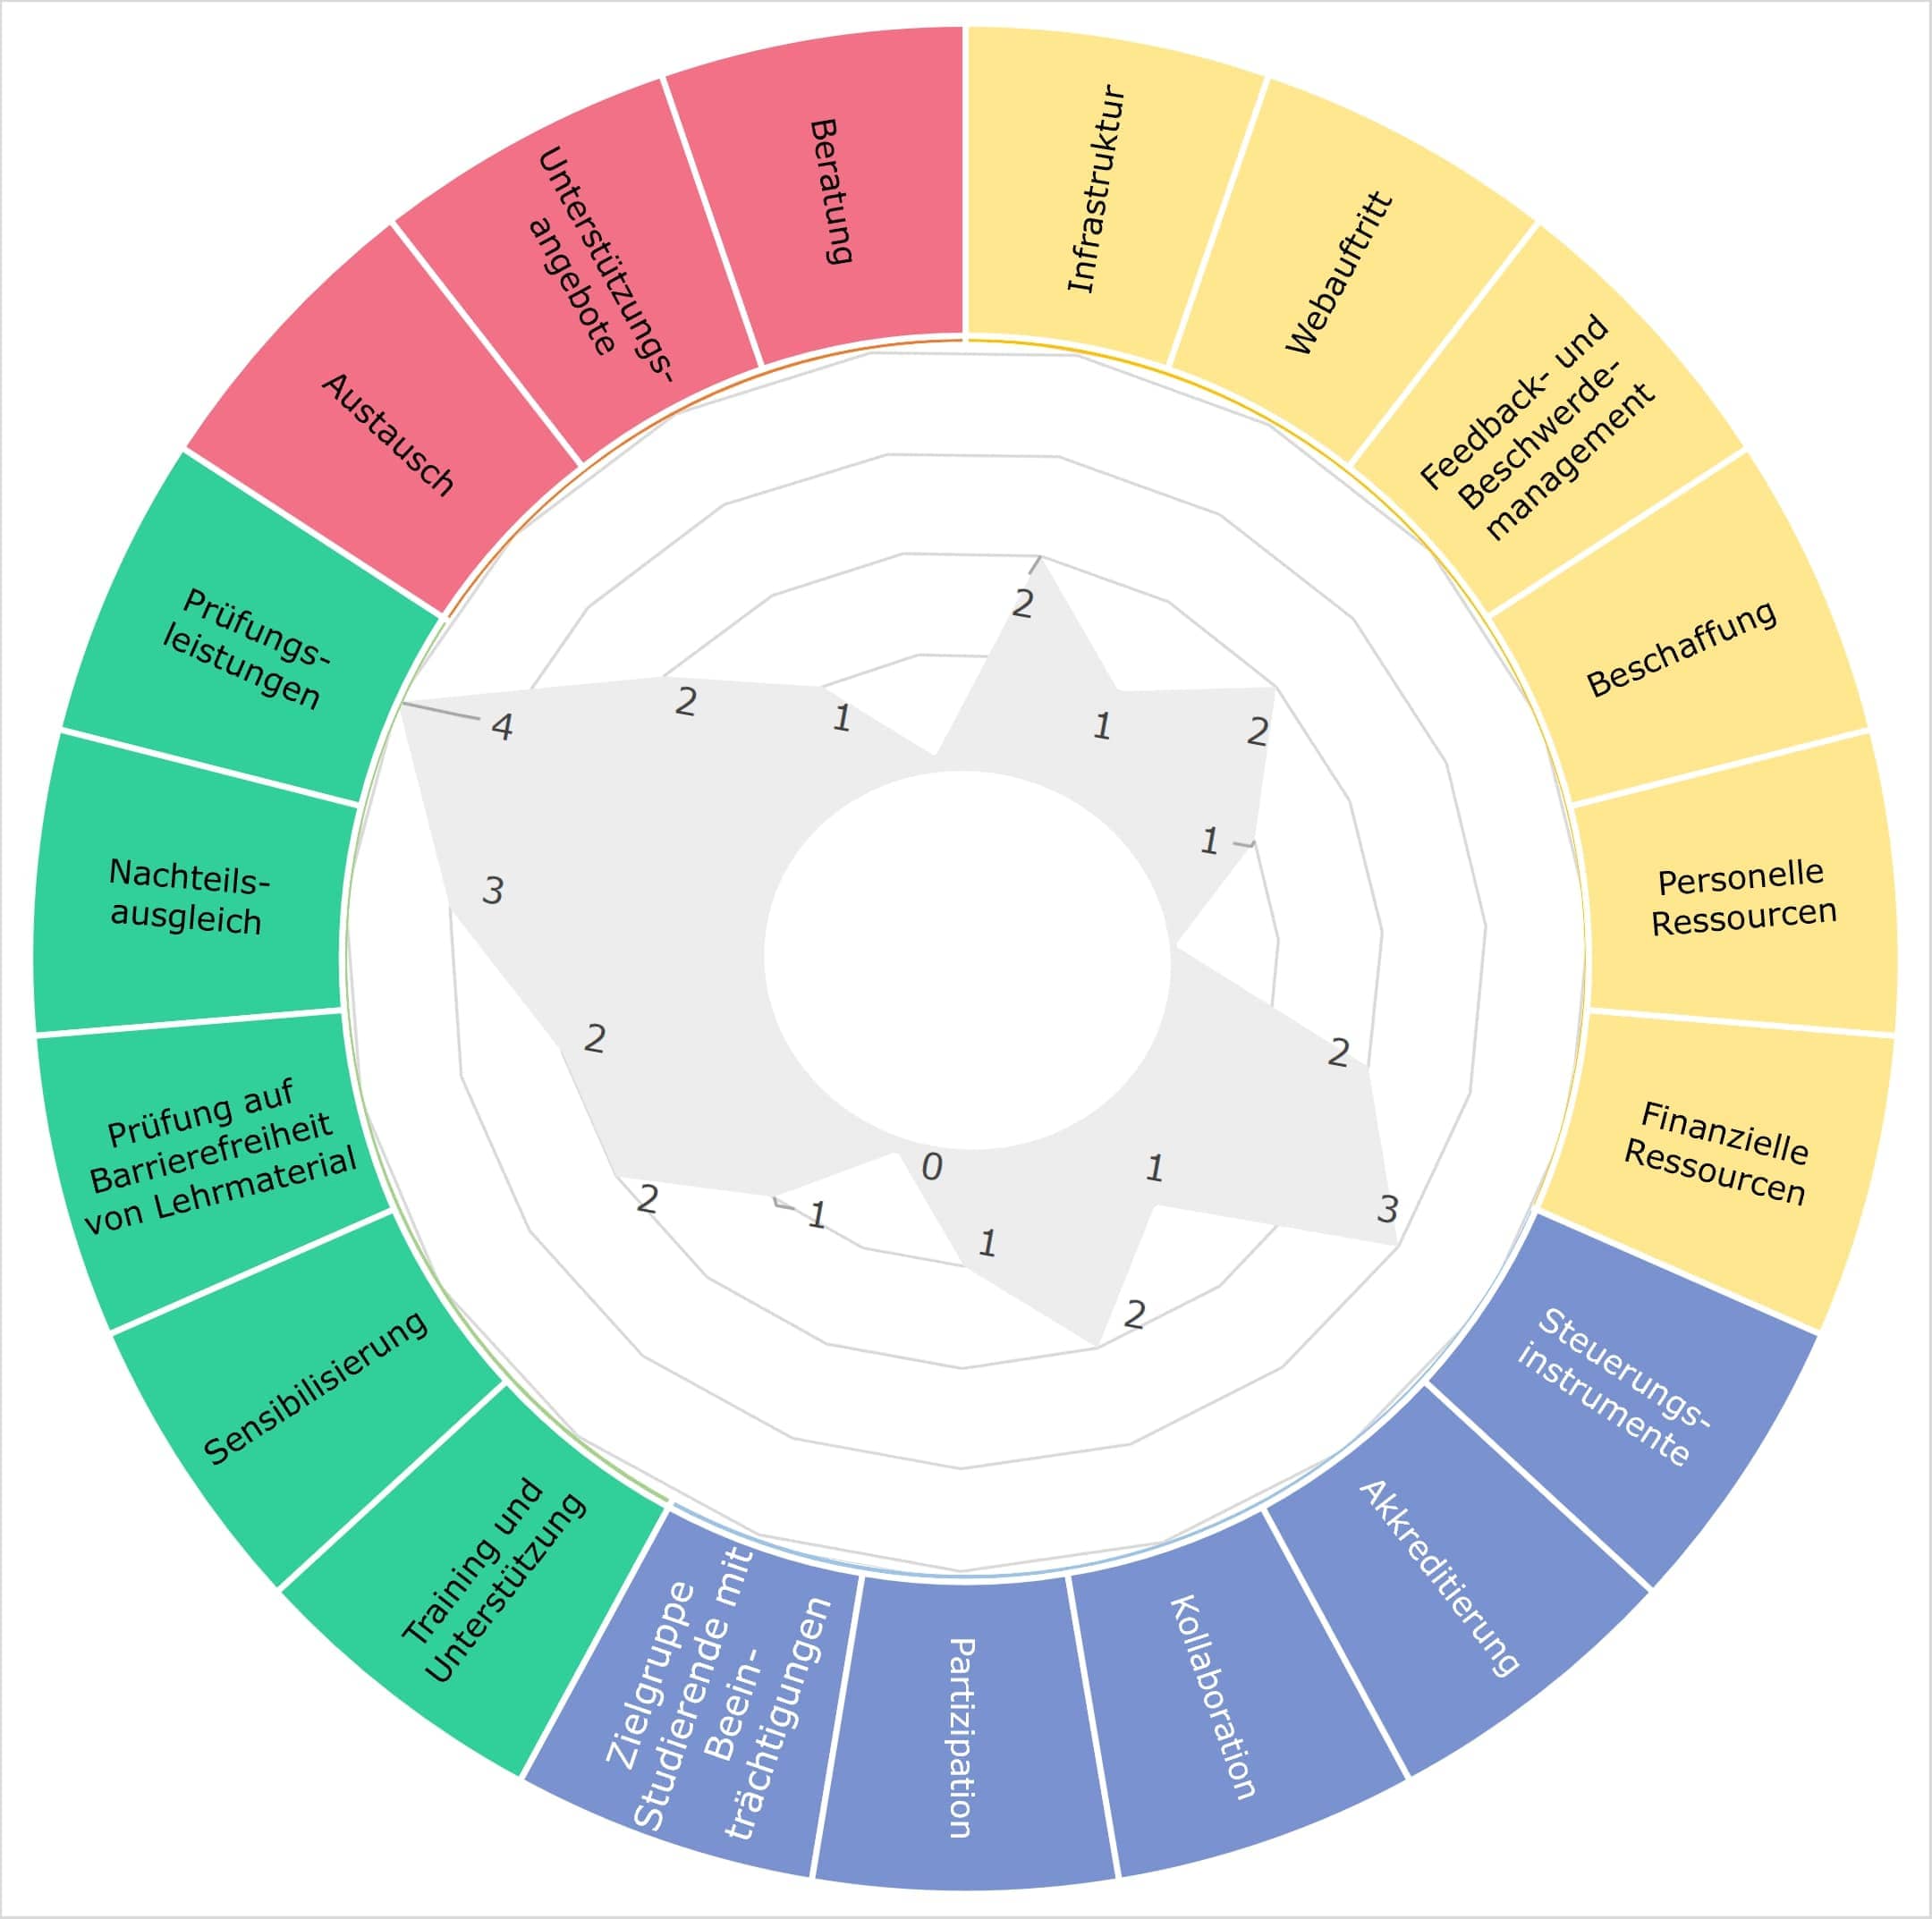 Infrastruktur
Webauftritt
Feedback- und
Beschwerde-
management
Beschaffung
Personelle
Ressourcen
Finanzielle
Ressourcen
Steuerungs-
instrumente
Akkreditierung
Kollaboration
Partizipation
Zielgruppe
Studierende mit
Beein-
trächtigungen
Training und
Unterstützung
Sensibilisierung
Prüfung auf
Barrierefreiheit
von Lehrmaterial
Nachteils-
ausgleich
Prüfungs-
leistungen
Austausch
Unterstützungs-
angebote
Beratung
2
1
2
1
2
3
1
2
1
0
1
2
2
3
4
2
1